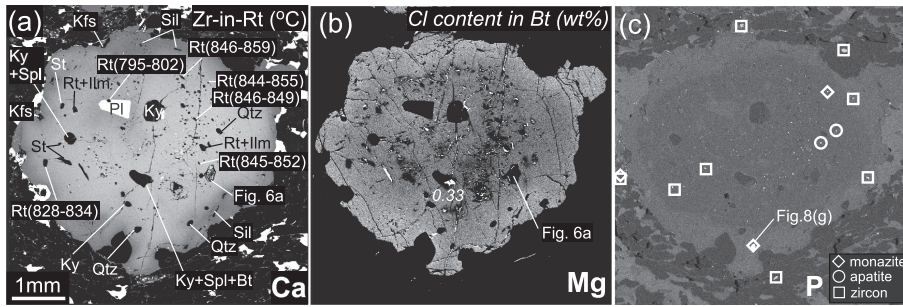 (a) Kfs Sil Zr-in-Rt (ºC)
Ky
+Spl
St
Rt(846-859)
Rt(795-802)
Rt+Ilm
Rt(844-855)
Rt(846-849)
Pl
Ky
Kfs
Qtz
Rt+Ilm
St
Rt(845-852)
Rt(828-834)
Fig. 6a
Ky
Qtz
Sil
Qtz
Ky+Spl+Bt
1mm
Ca
(b) Cl content in Bt (wt%)
0.33
Fig. 6a
Mg
(c)
Fig.8(g)
P
monazite
apatite
zircon